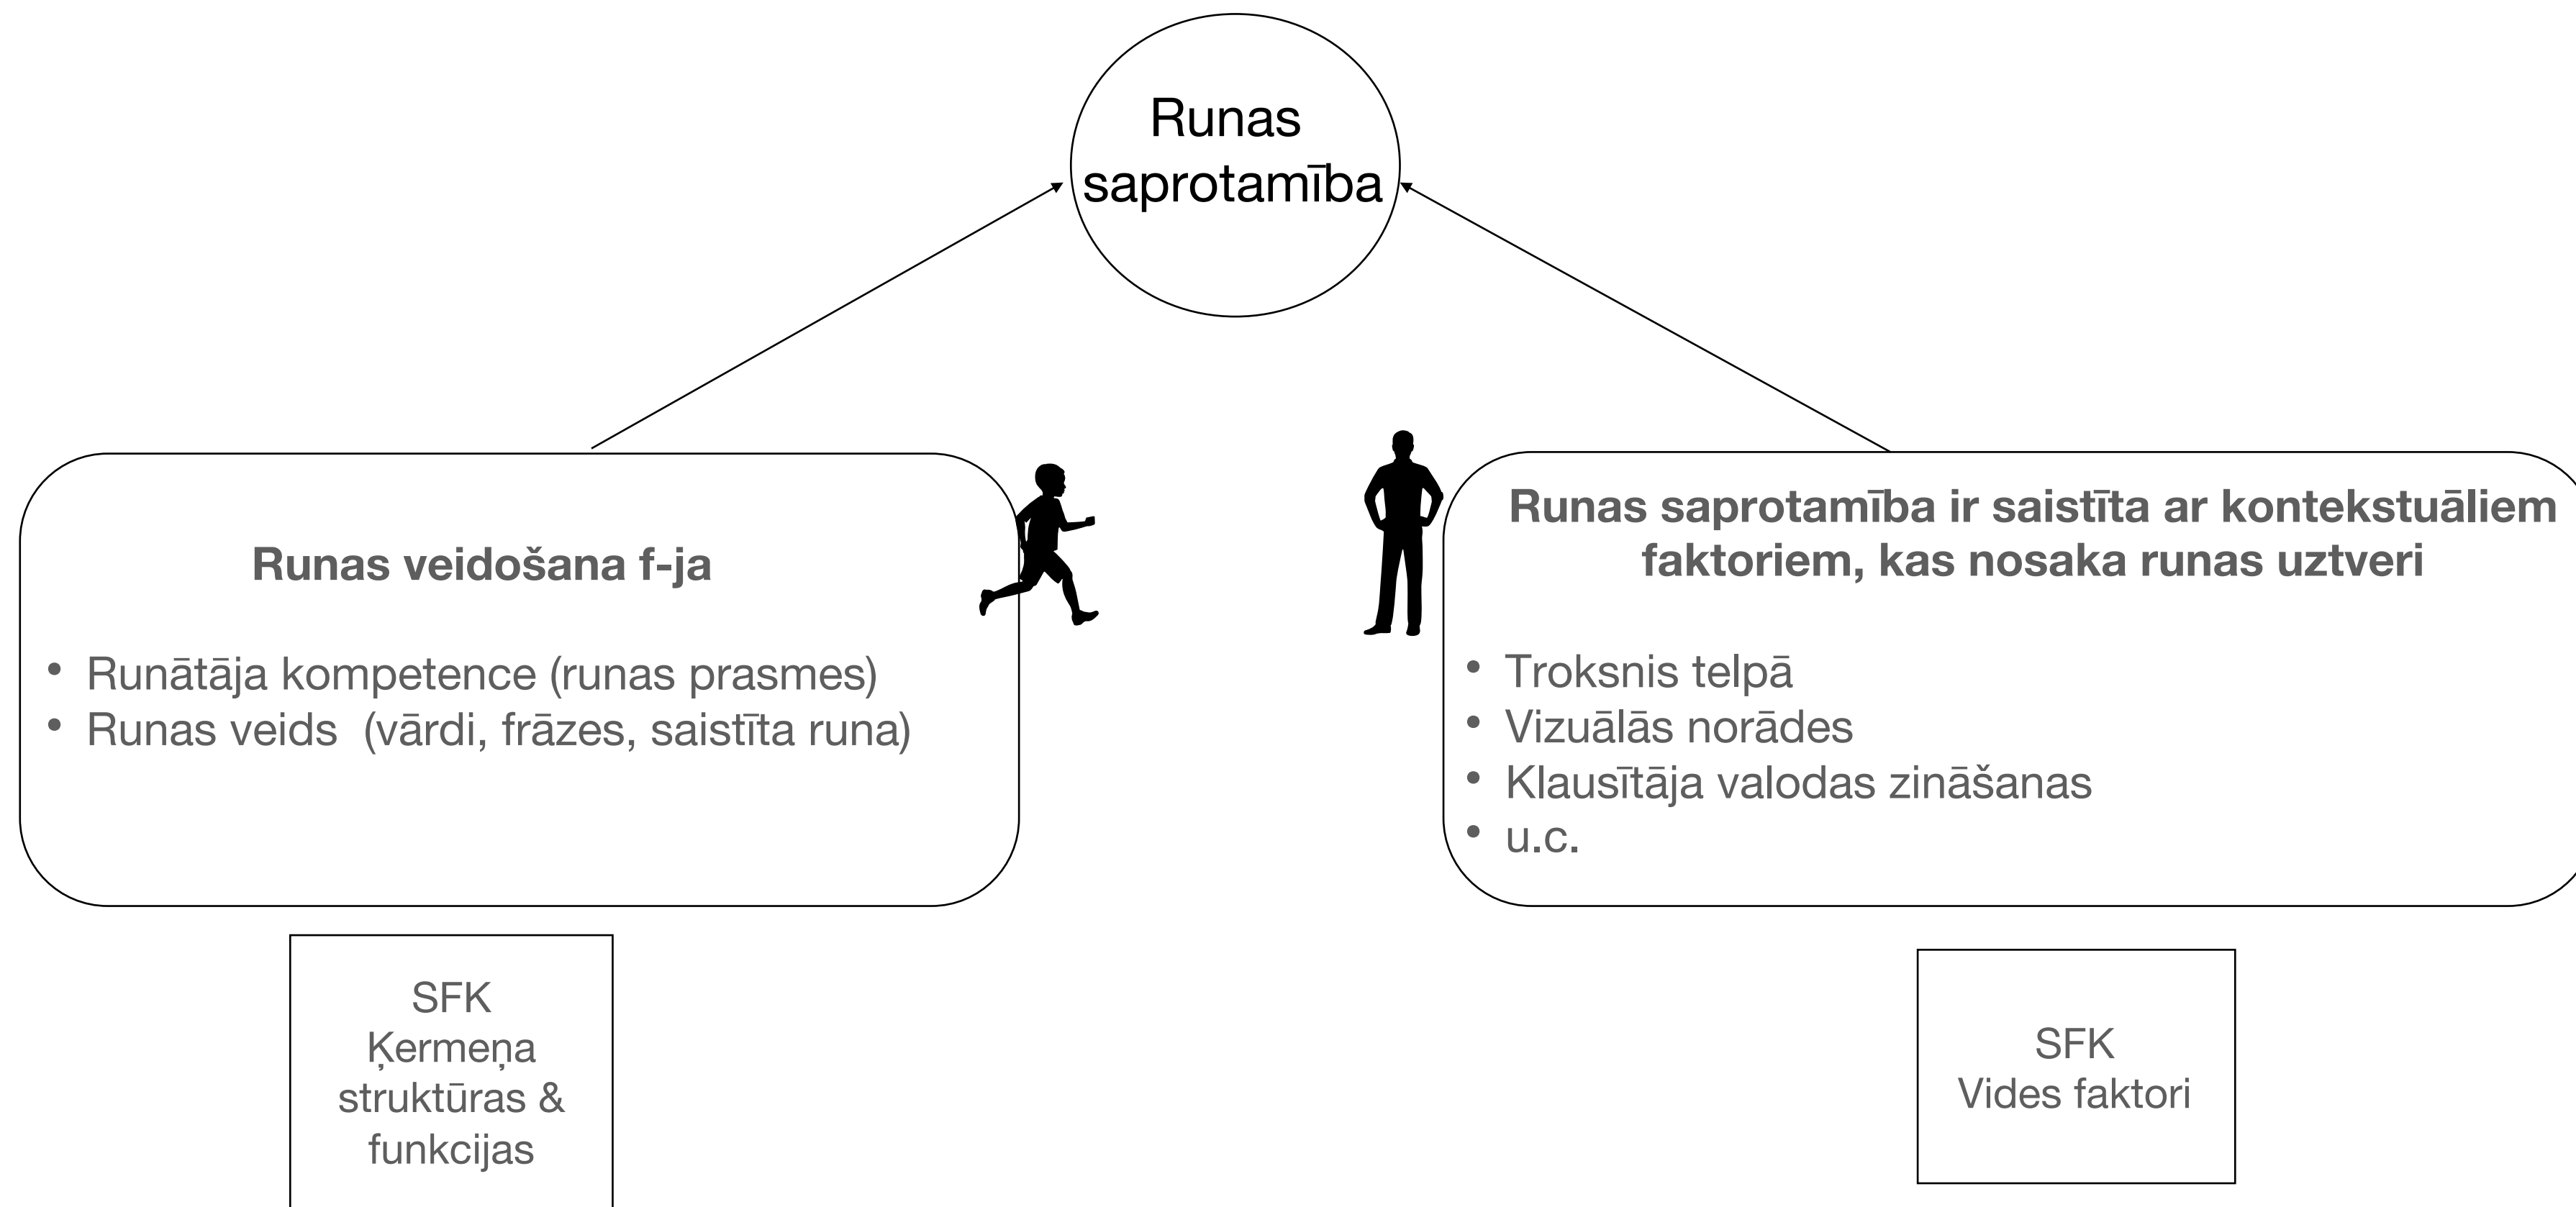 Runas
saprotamība
Runas veidošana f-ja
• Runātāja kompetence (runas prasmes)
• Runas veids  (vārdi, frāzes, saistīta runa)
Runas saprotamība ir saistīta ar kontekstuāliem
faktoriem, kas nosaka runas uztveri
• Troksnis telpā
• Vizuālās norādes
• Klausītāja valodas zināšanas
• u.c.
SFK
Ķermeņa
struktūras &
funkcijas
SFK
Vides faktori